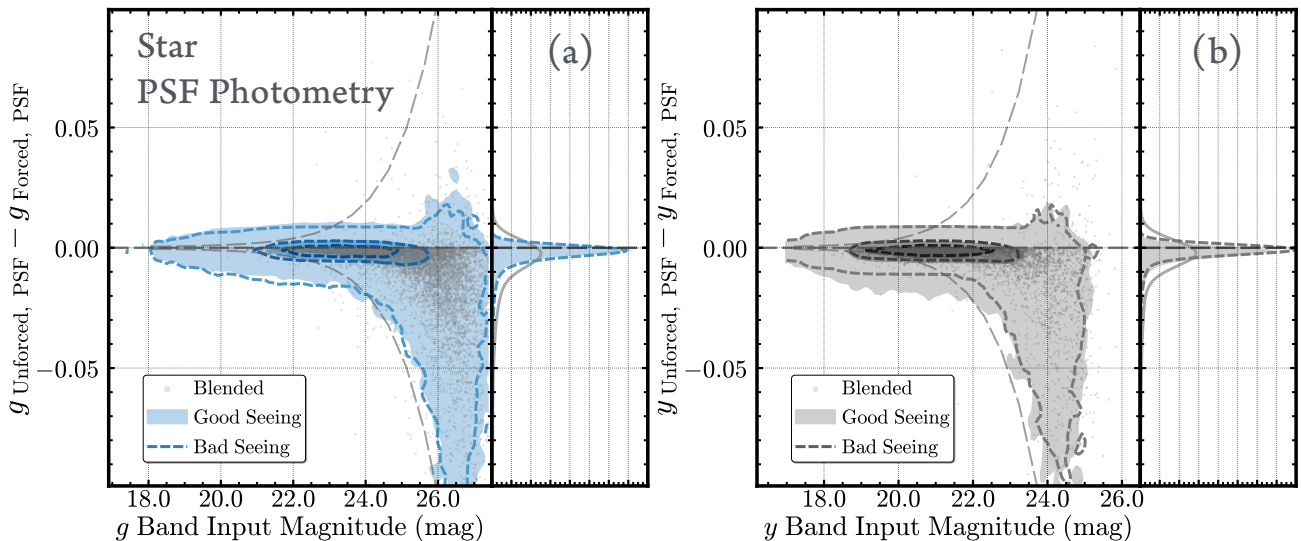 Star
PSF Photometry
(a)
g Unforced, PSF − g Forced, PSF
0.05
0.00
−0.05
Blended
Good Seeing
Bad Seeing
18.0 20.0 22.0 24.0 26.0
g Band Input Magnitude (mag)
(b)
y Unforced, PSF − y Forced, PSF
0.05
0.00
−0.05
Blended
Good Seeing
Bad Seeing
18.0 20.0 22.0 24.0 26.0
y Band Input Magnitude (mag)